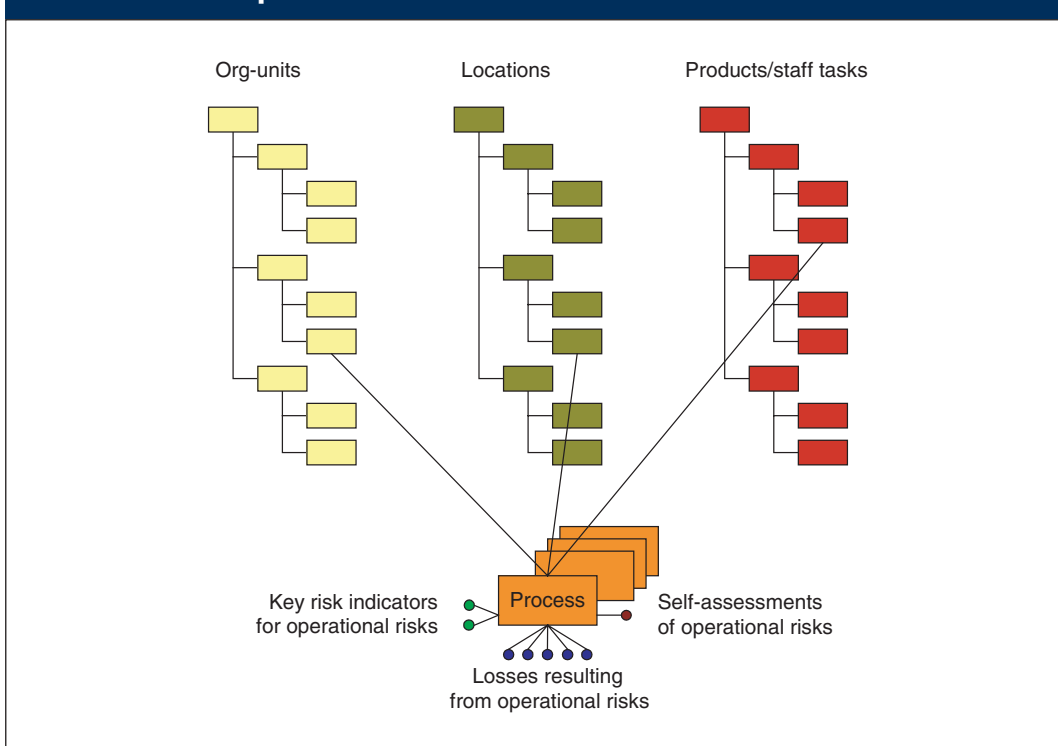 Org-units
Locations
Products/staff tasks
Process
Key risk indicators
for operational risks
Self-assessments
of operational risks
Losses resulting
from operational risks